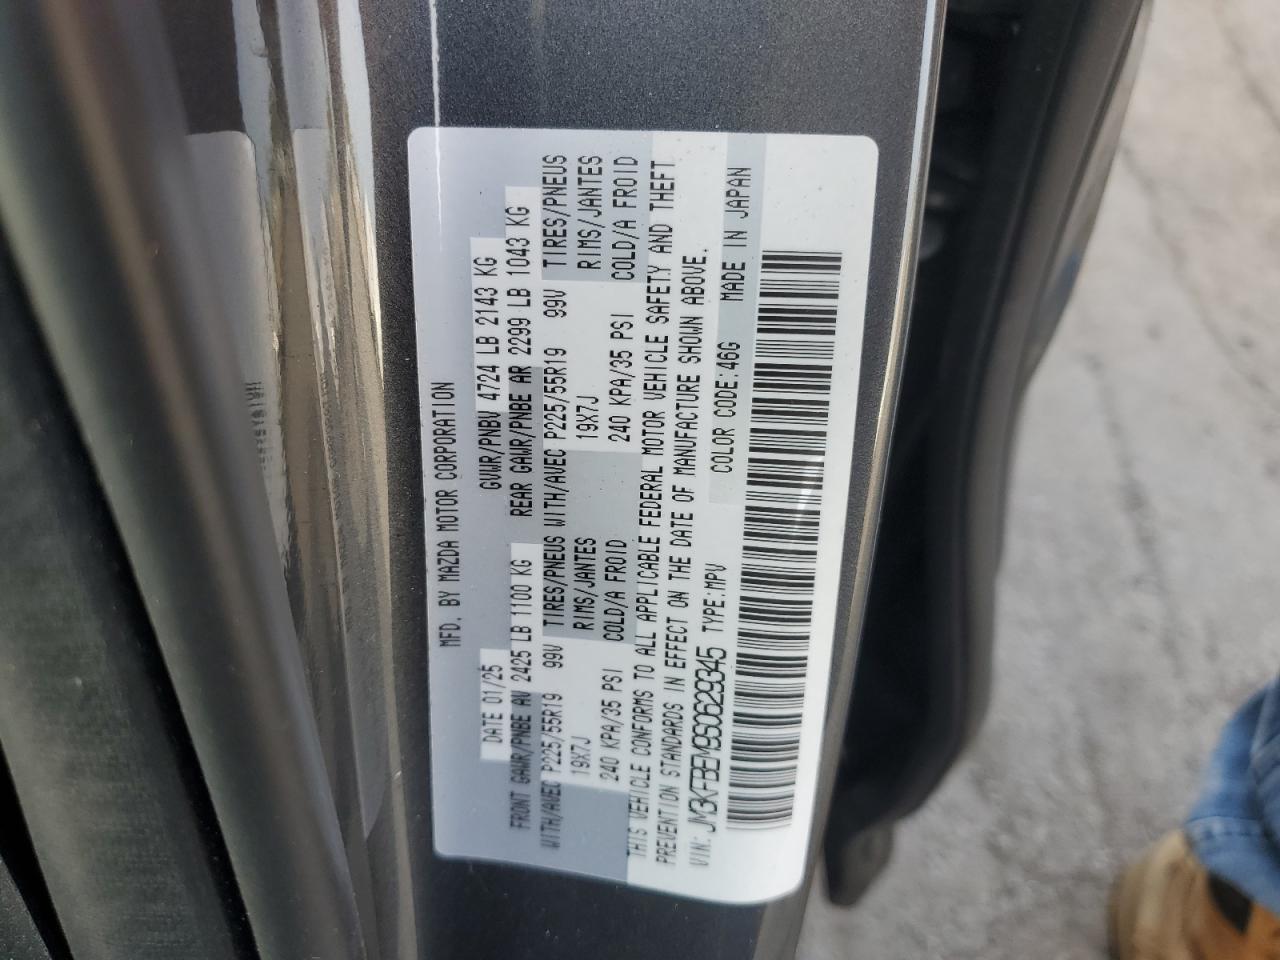 MFD. BY MAZDA MOTOR CORPORATION
DATE 01/25 GVWR/PNBV 4724 LB 2143 KG
FRONT GAWR/PNBE AV 2425 LB 1100 KG REAR GAWR/PNBE AR 2299 LB 1043 KG
WITH/AVEC P225/55R19 99V TIRES/PNEUS WITH/AVEC P225/55R19 99V TIRES/PNEUS
19X7J RIMS/JANTES 19X7J RIMS/JANTES
240 KPA/35 PSI COLD/A FROID 240 KPA/35 PSI COLD/A FROID
THIS VEHICLE CONFORMS TO ALL APPLICABLE FEDERAL MOTOR VEHICLE SAFETY AND THEFT
PREVENTION STANDARDS IN EFFECT ON THE DATE OF MANUFACTURE SHOWN ABOVE.
VIN: JM3KFBEM9S0629345 TYPE:MPV COLOR CODE:46G MADE IN JAPAN